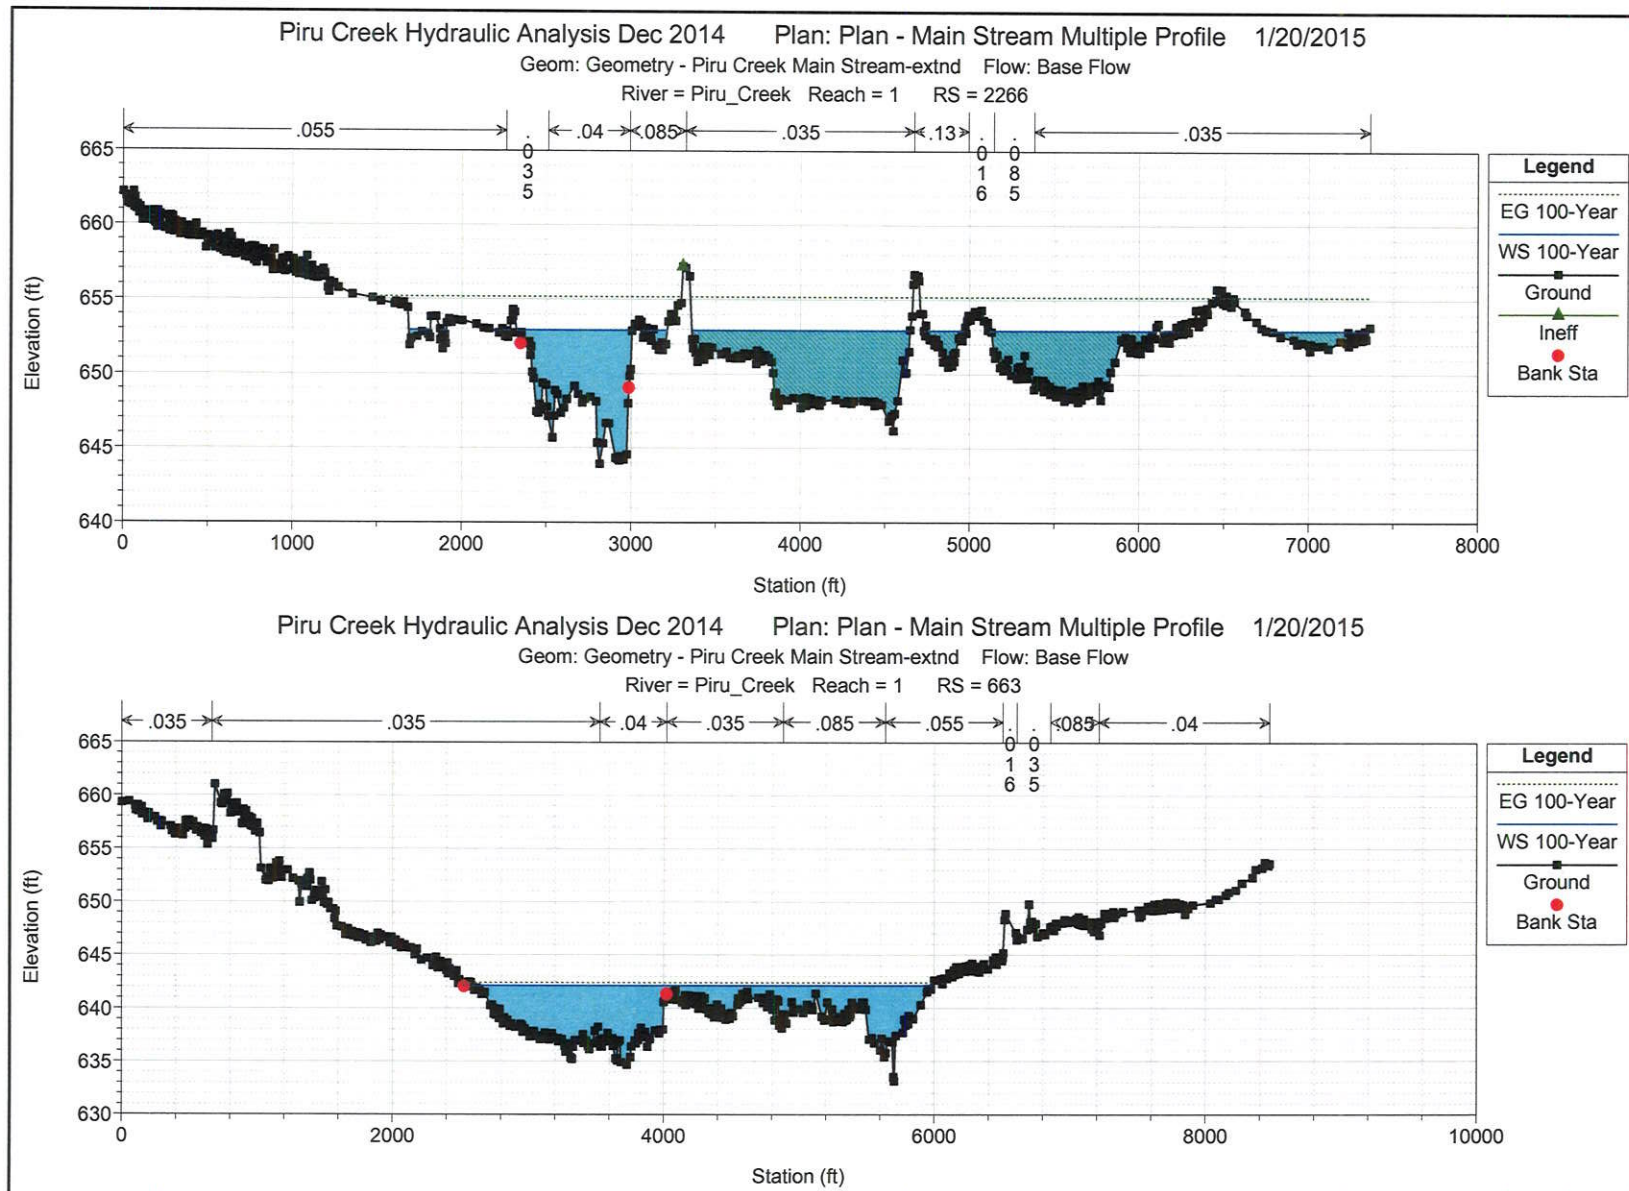 Piru Creek Hydraulic Analysis Dec 2014 Plan: Plan - Main Stream Multiple Profile 1/20/2015
Geom: Geometry - Piru Creek Main Stream-extnd Flow: Base Flow
River = Piru_Creek Reach = 1 RS = 2266
.055 .035 .04 .085 .035 .13 .016 .085 .035
665
660
655
650
645
640
Elevation (ft)
0 1000 2000 3000 4000 5000 6000 7000 8000
Station (ft)
Legend
EG 100-Year
WS 100-Year
Ground
Ineff
Bank Sta
Piru Creek Hydraulic Analysis Dec 2014 Plan: Plan - Main Stream Multiple Profile 1/20/2015
Geom: Geometry - Piru Creek Main Stream-extnd Flow: Base Flow
River = Piru_Creek Reach = 1 RS = 663
.035 .035 .04 .035 .085 .055 .016 .035 .085 .04
665
660
655
650
645
640
635
630
Elevation (ft)
0 2000 4000 6000 8000 10000
Station (ft)
Legend
EG 100-Year
WS 100-Year
Ground
Bank Sta